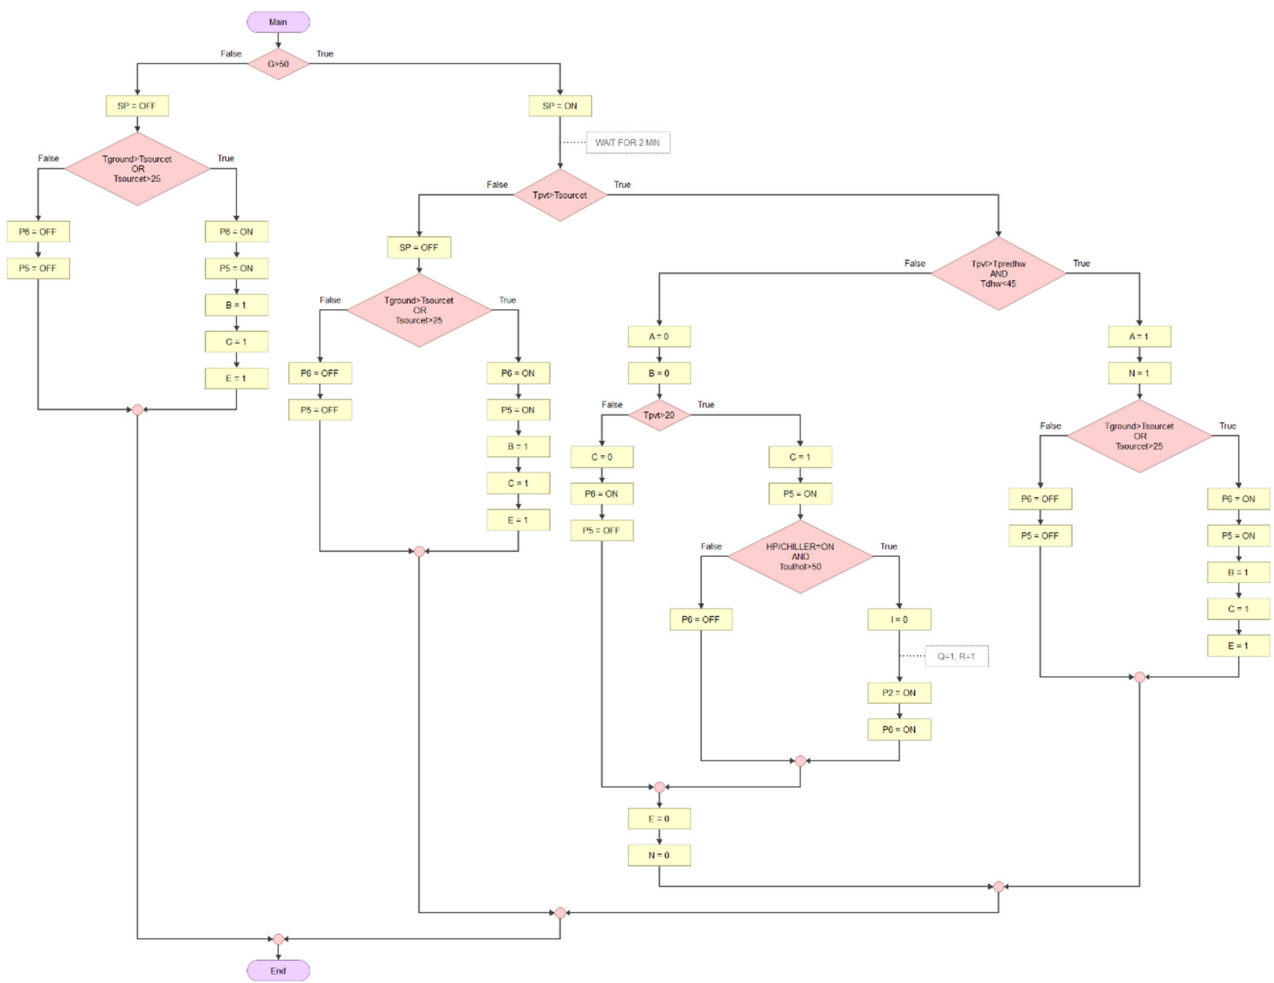 Main
G>50
False
True
SP = OFF
Tground>Tsourcet
OR
Tsourcet>25
False
True
P6 = OFF
P5 = OFF
P6 = ON
P5 = ON
B = 1
C = 1
E = 1
SP = ON
WAIT FOR 2 MIN
Tpvt>Tsourcet
False
True
SP = OFF
Tground>Tsourcet
OR
Tsourcet>25
False
True
P6 = OFF
P5 = OFF
P6 = ON
P5 = ON
B = 1
C = 1
E = 1
Tpvt>Tpredhw
AND
Tdhw<45
False
True
A = 0
B = 0
Tpvt>20
False
True
C = 0
P6 = ON
P5 = OFF
C = 1
P5 = ON
HP/CHILLER=ON
AND
Touthot>50
False
True
P6 = OFF
I = 0
Q=1, R=1
P2 = ON
P6 = ON
E = 0
N = 0
A = 1
N = 1
Tground>Tsourcet
OR
Tsourcet>25
False
True
P6 = OFF
P5 = OFF
P6 = ON
P5 = ON
B = 1
C = 1
E = 1
End